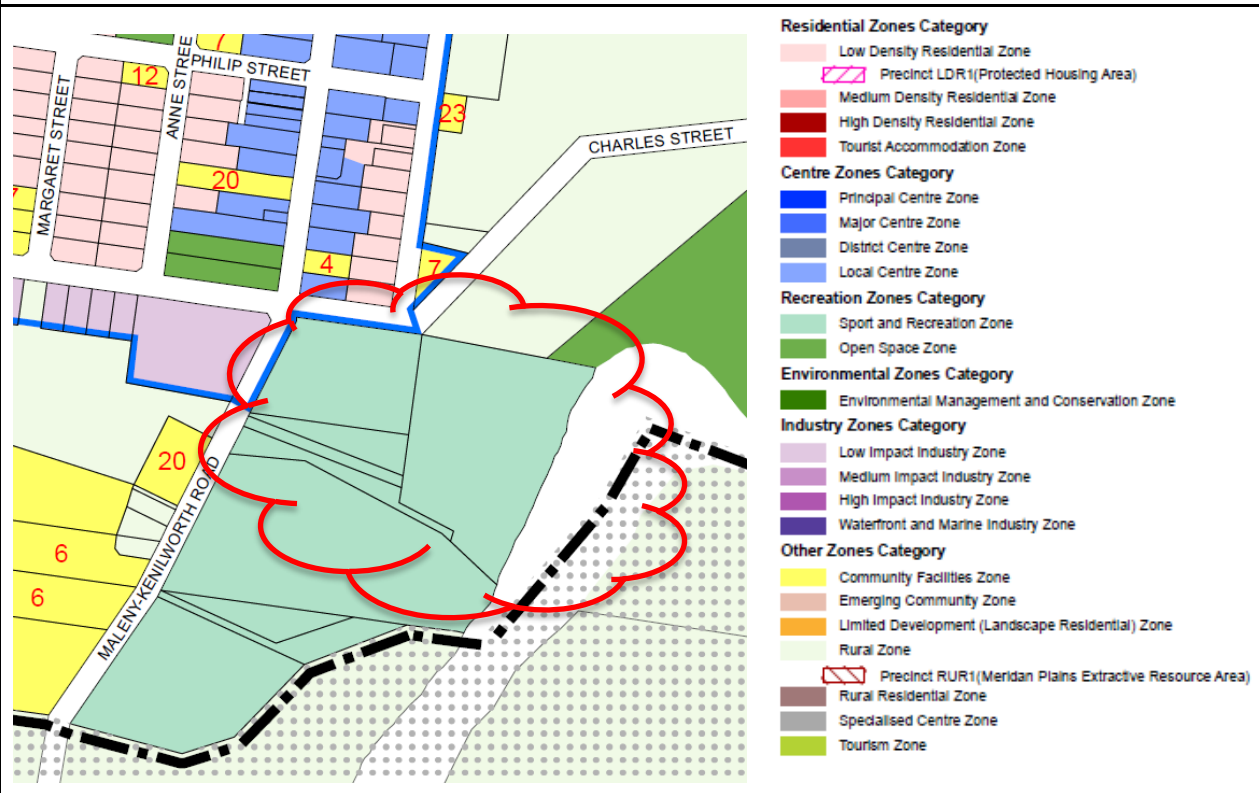 7
PHILIP STREET
12
ANNE STREE
MARGARET STREET
23
CHARLES STREET
20
7
4
7
20
MALENY-KENILWORTH ROAD
6
6
Residential Zones Category
Low Density Residential Zone
Precinct LDR1(Protected Housing Area)
Medium Density Residential Zone
High Density Residential Zone
Tourist Accommodation Zone
Centre Zones Category
Principal Centre Zone
Major Centre Zone
District Centre Zone
Local Centre Zone
Recreation Zones Category
Sport and Recreation Zone
Open Space Zone
Environmental Zones Category
Environmental Management and Conservation Zone
Industry Zones Category
Low Impact Industry Zone
Medium Impact Industry Zone
High Impact Industry Zone
Waterfront and Marine Industry Zone
Other Zones Category
Community Facilities Zone
Emerging Community Zone
Limited Development (Landscape Residential) Zone
Rural Zone
Precinct RUR1(Meridan Plains Extractive Resource Area)
Rural Residential Zone
Specialised Centre Zone
Tourism Zone